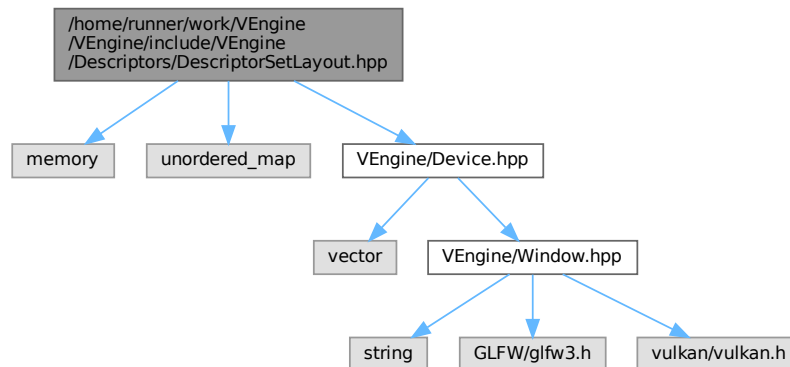 /home/runner/work/VEngine
/VEngine/include/VEngine
/Descriptors/DescriptorSetLayout.hpp
memory
unordered_map
VEngine/Device.hpp
vector
VEngine/Window.hpp
string
GLFW/glfw3.h
vulkan/vulkan.h